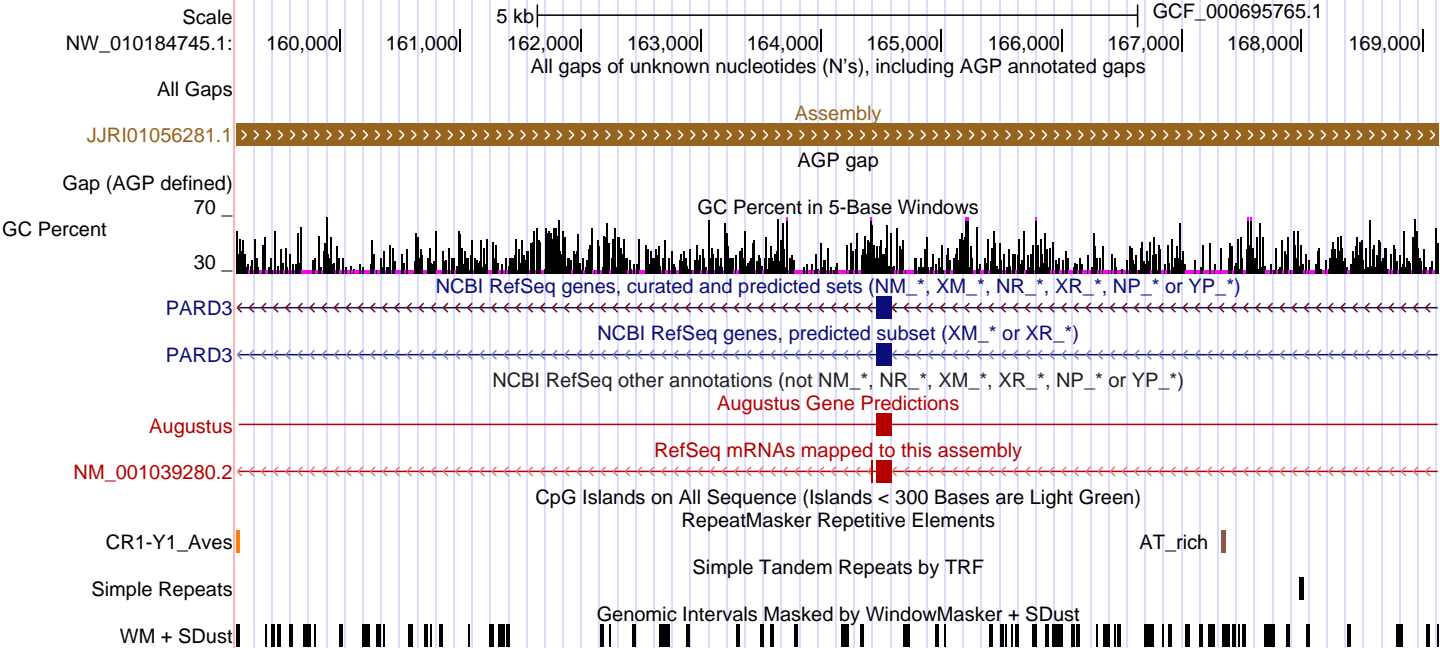 Scale 5 kb GCF_000695765.1
NW_010184745.1: 160,000 161,000 162,000 163,000 164,000 165,000 166,000 167,000 168,000 169,000
All gaps of unknown nucleotides (N's), including AGP annotated gaps
All Gaps
Assembly
JJRI01056281.1
AGP gap
Gap (AGP defined)
GC Percent in 5-Base Windows
70 _
GC Percent
30 _
NCBI RefSeq genes, curated and predicted sets (NM_*, XM_*, NR_*, XR_*, NP_* or YP_*)
PARD3
NCBI RefSeq genes, predicted subset (XM_* or XR_*)
PARD3
NCBI RefSeq other annotations (not NM_*, NR_*, XM_*, XR_*, NP_* or YP_*)
Augustus Gene Predictions
Augustus
RefSeq mRNAs mapped to this assembly
NM_001039280.2
CpG Islands on All Sequence (Islands < 300 Bases are Light Green)
RepeatMasker Repetitive Elements
CR1-Y1_Aves AT_rich
Simple Tandem Repeats by TRF
Simple Repeats
Genomic Intervals Masked by WindowMasker + SDust
WM + SDust